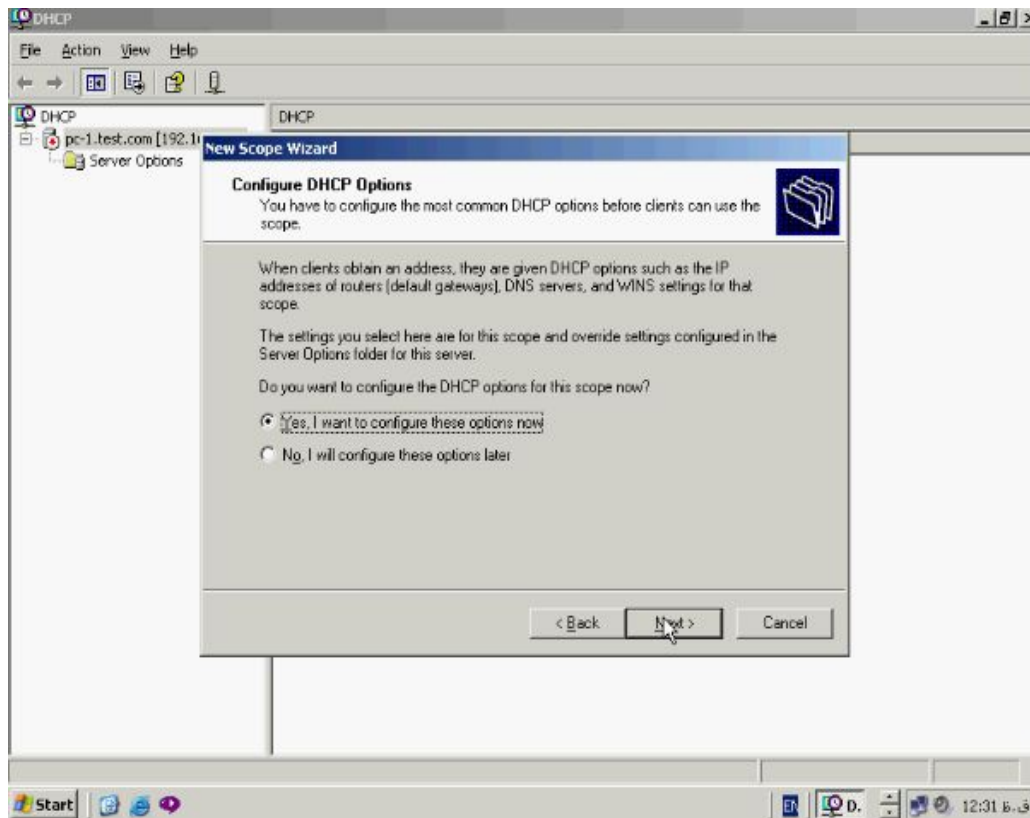 DHCP
File Action View Help
DHCP
DHCP
pc-1.test.com [192.1
Server Options
New Scope Wizard
Configure DHCP Options
You have to configure the most common DHCP options before clients can use the
scope.
When clients obtain an address, they are given DHCP options such as the IP
addresses of routers (default gateways), DNS servers, and WINS settings for that
scope.
The settings you select here are for this scope and override settings configured in the
Server Options folder for this server.
Do you want to configure the DHCP options for this scope now?
Yes, I want to configure these options now
No, I will configure these options later
< Back Next > Cancel
Start EN D. 12:31 ق.ظ